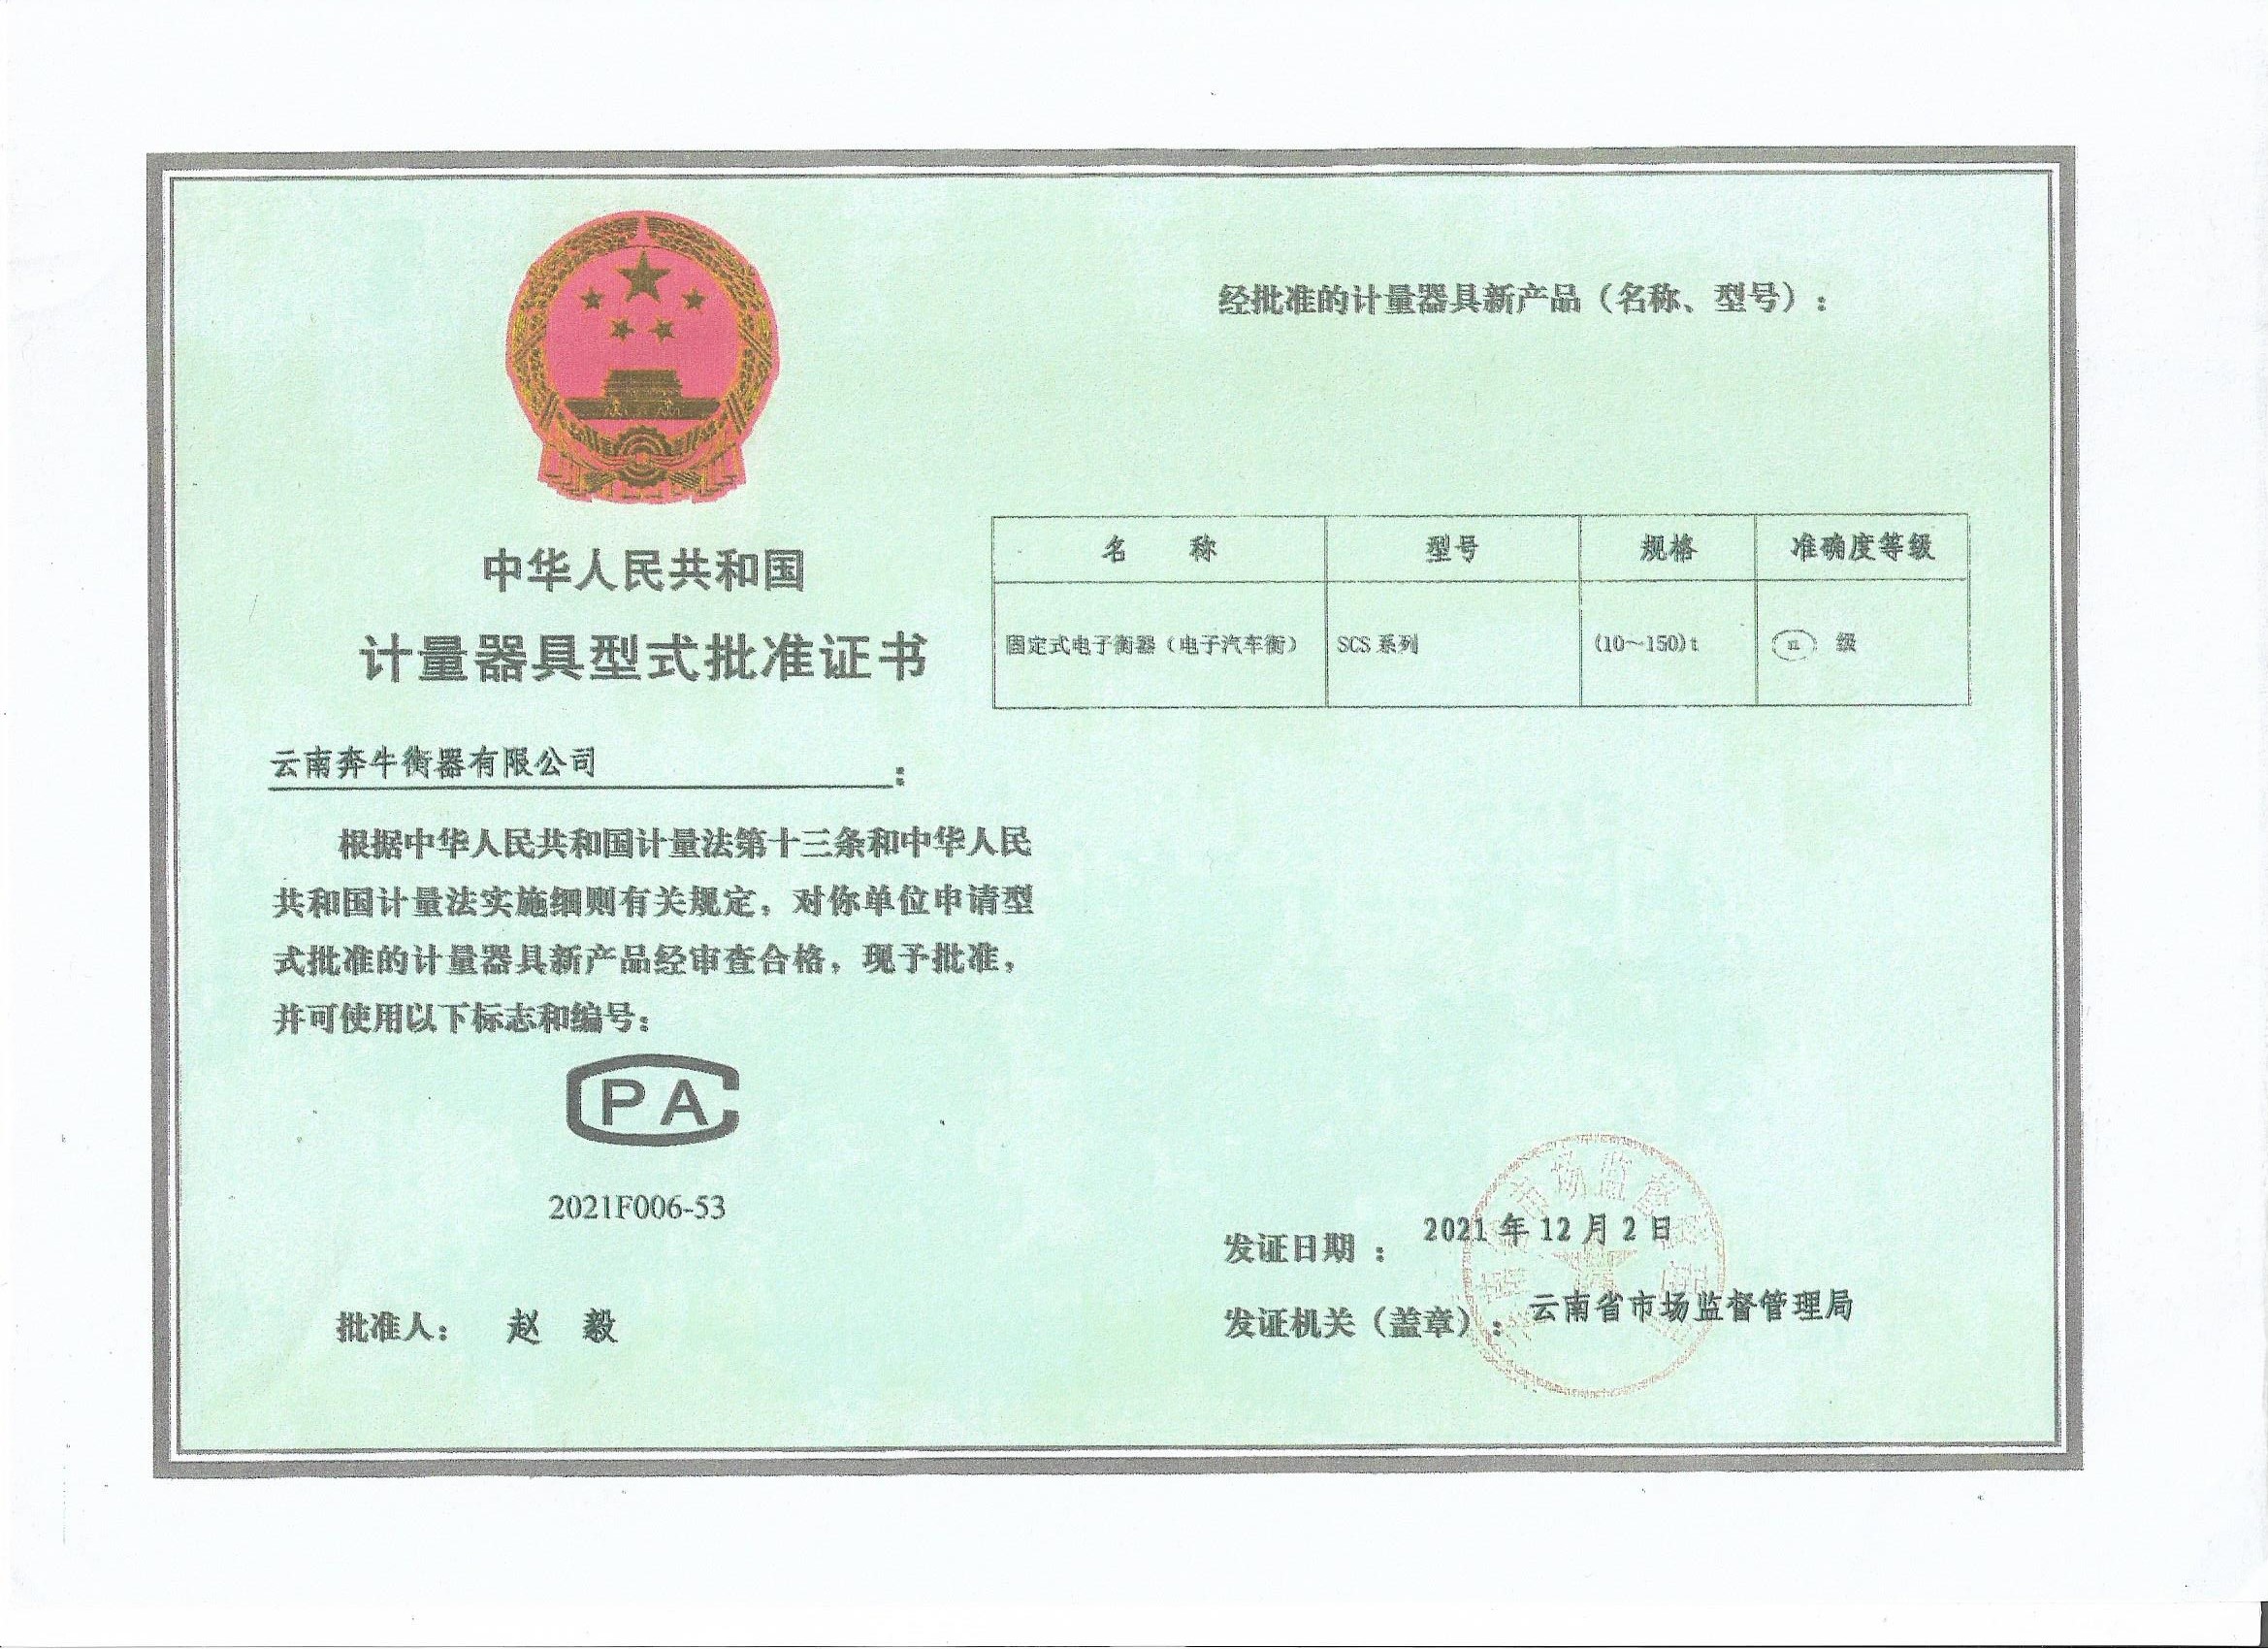 中华人民共和国
计量器具型式批准证书
云南奔牛衡器有限公司：
根据中华人民共和国计量法第十三条和中华人民
共和国计量法实施细则有关规定，对你单位申请型
式批准的计量器具新产品经审查合格，现予批准，
并可使用以下标志和编号：
CPA
2021F006-53
批准人： 赵 毅
经批准的计量器具新产品（名称、型号）：
名 称 型号 规格 准确度等级
固定式电子衡器（电子汽车衡） SCS 系列 (10～150)t Ⅲ 级
发证日期： 2021 年 12 月 2 日
发证机关（盖章）： 云南省市场监督管理局